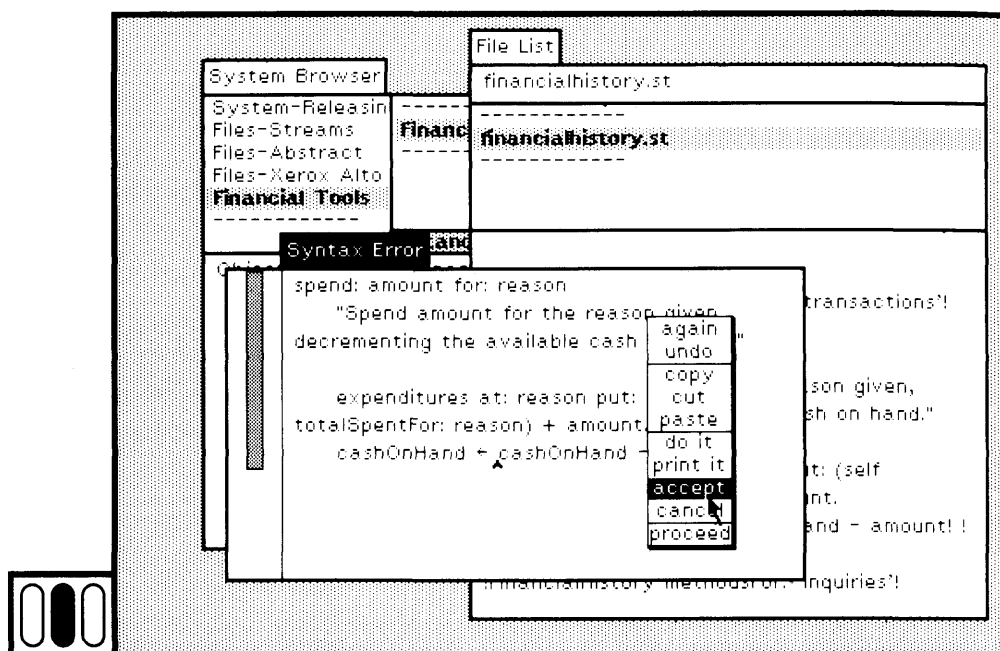 File List
financialhistory.st
financialhistory.st
System Browser
System-Releasin
Files-Streams
Files-Abstract
Files-Xerox Alto
Financial Tools
Financ
Syntax Error
spend: amount for: reason
"Spend amount for the reason given
decrementing the available cash "
expenditures at: reason put:
totalSpentFor: reason) + amount.
cashOnHand ← cashOnHand -
again
undo
copy
cut
paste
do it
print it
accept
cancel
proceed
transactions'!
son given,
sh on hand."
t: (self
nt.
and - amount! !
inquiries'!